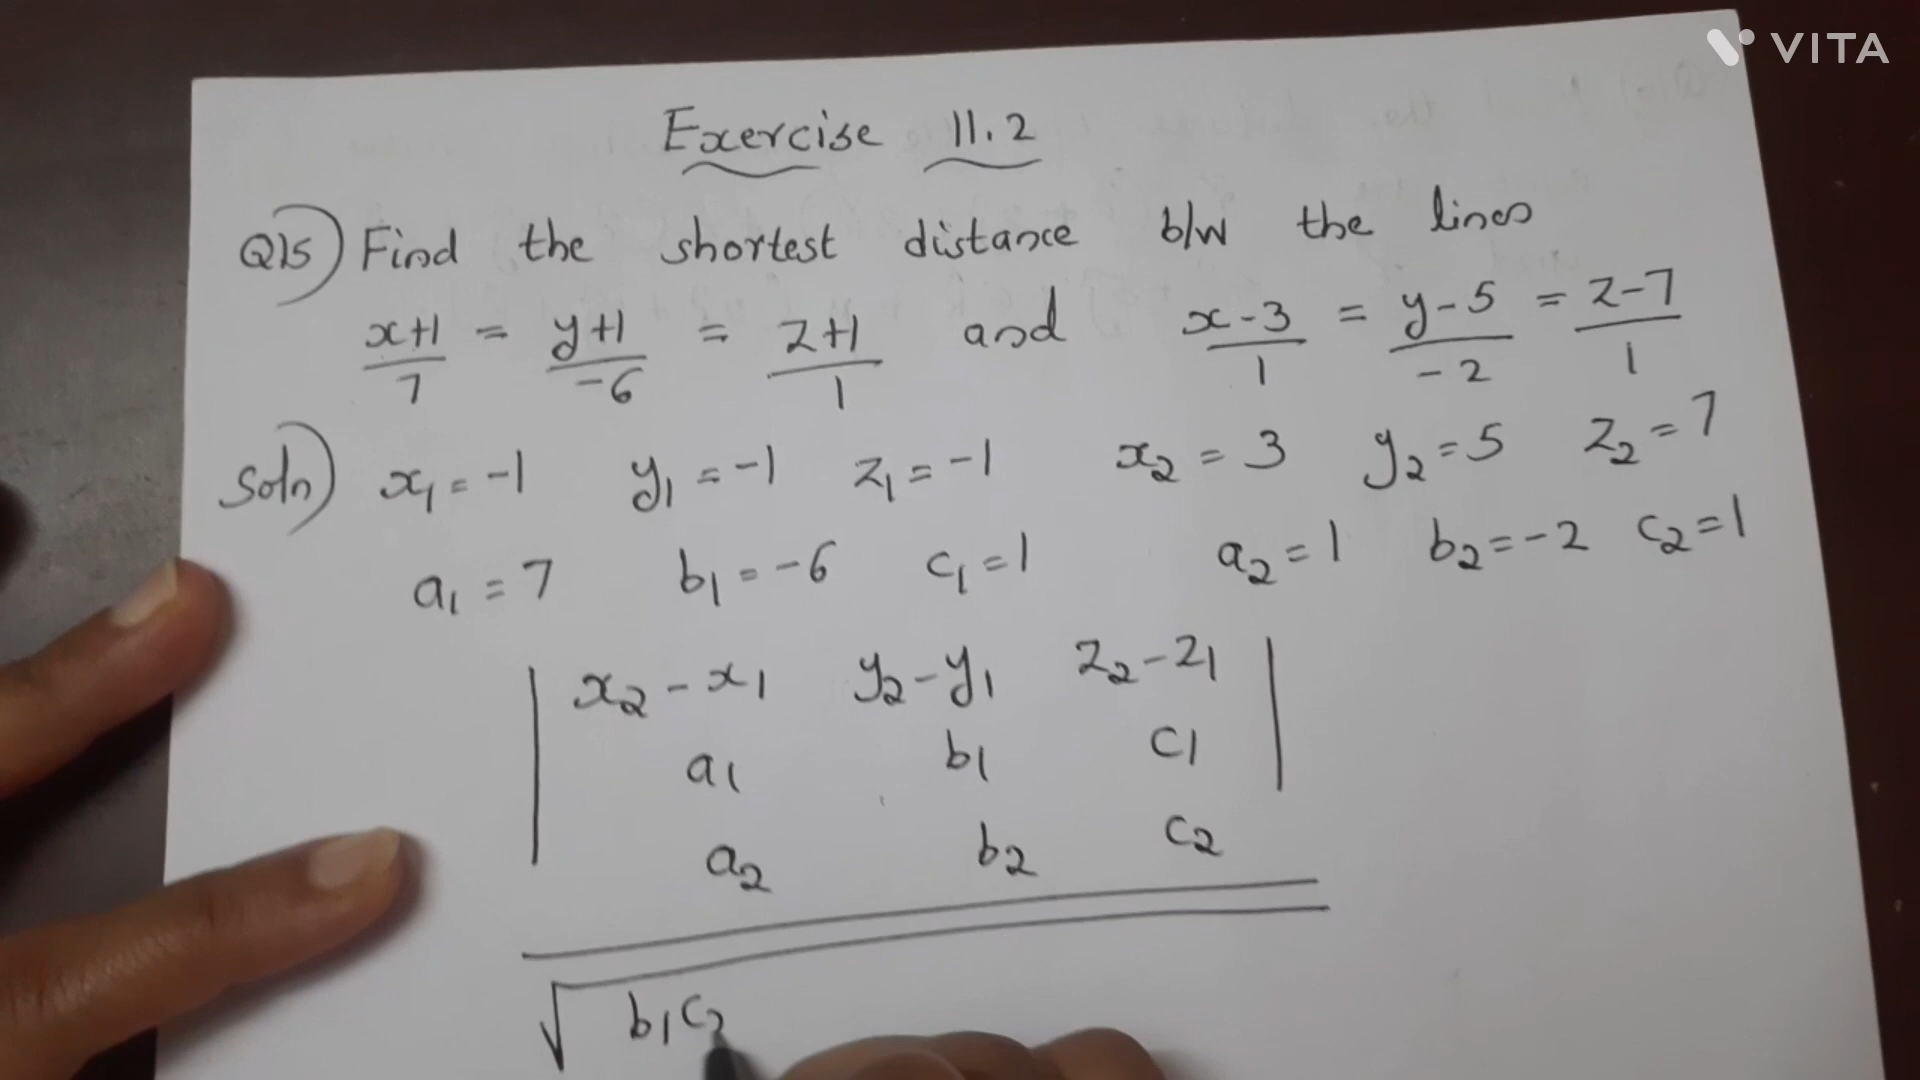 VITA
Exercise 11.2
Q15) Find the shortest distance b/w the lines
x+1/7 = y+1/-6 = z+1/1 and x-3/1 = y-5/-2 = z-7/1
Soln) x₁ = -1 y₁ = -1 z₁ = -1 x₂ = 3 y₂ = 5 z₂ = 7
a₁ = 7 b₁ = -6 c₁ = 1 a₂ = 1 b₂ = -2 c₂ = 1
| x₂ - x₁ y₂ - y₁ z₂ - z₁ |
a₁ b₁ c₁
a₂ b₂ c₂
√ b₁c₂